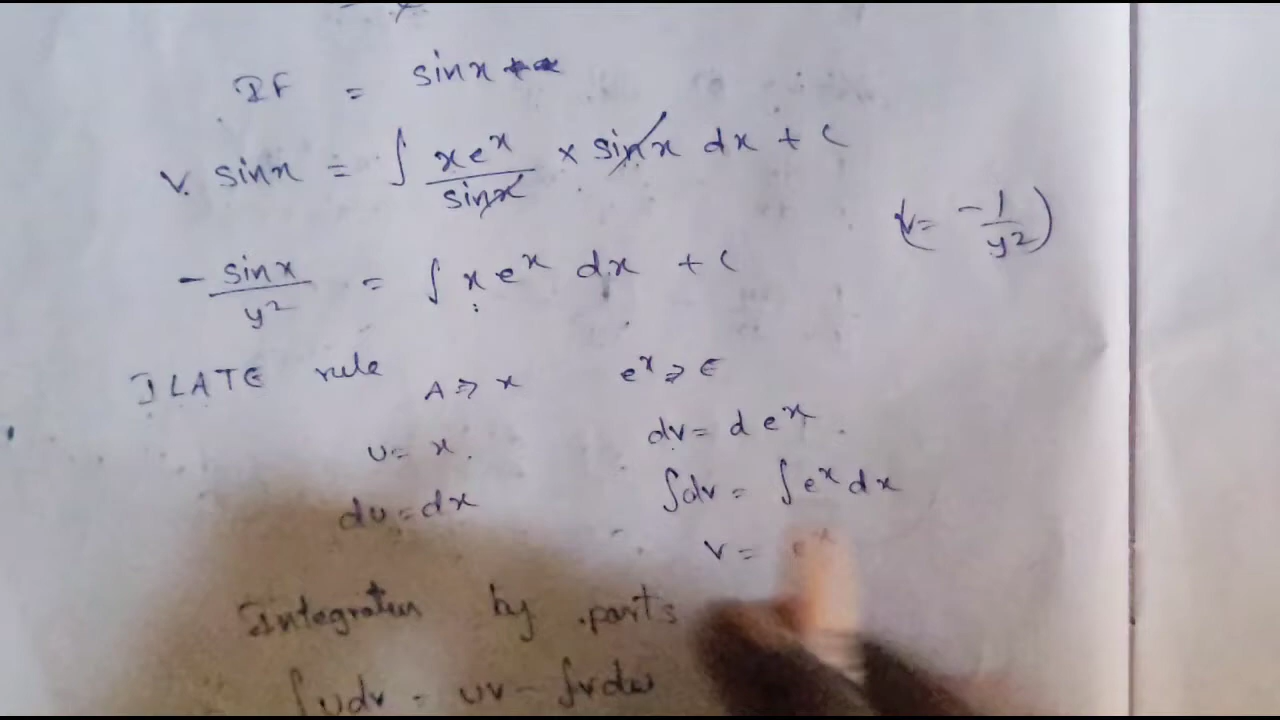 IF = sinx
v. sinx = ∫ xe^x/sinx × sinx dx + c
(v = -1/y²)
- sinx/y² = ∫ x e^x dx + c
ILATE rule A ⇒ x e^x ⇒ E
u = x. dv = d e^x
du = dx ∫dv = ∫e^x dx
v = e^x
Integration by parts
∫udv = uv - ∫vdu